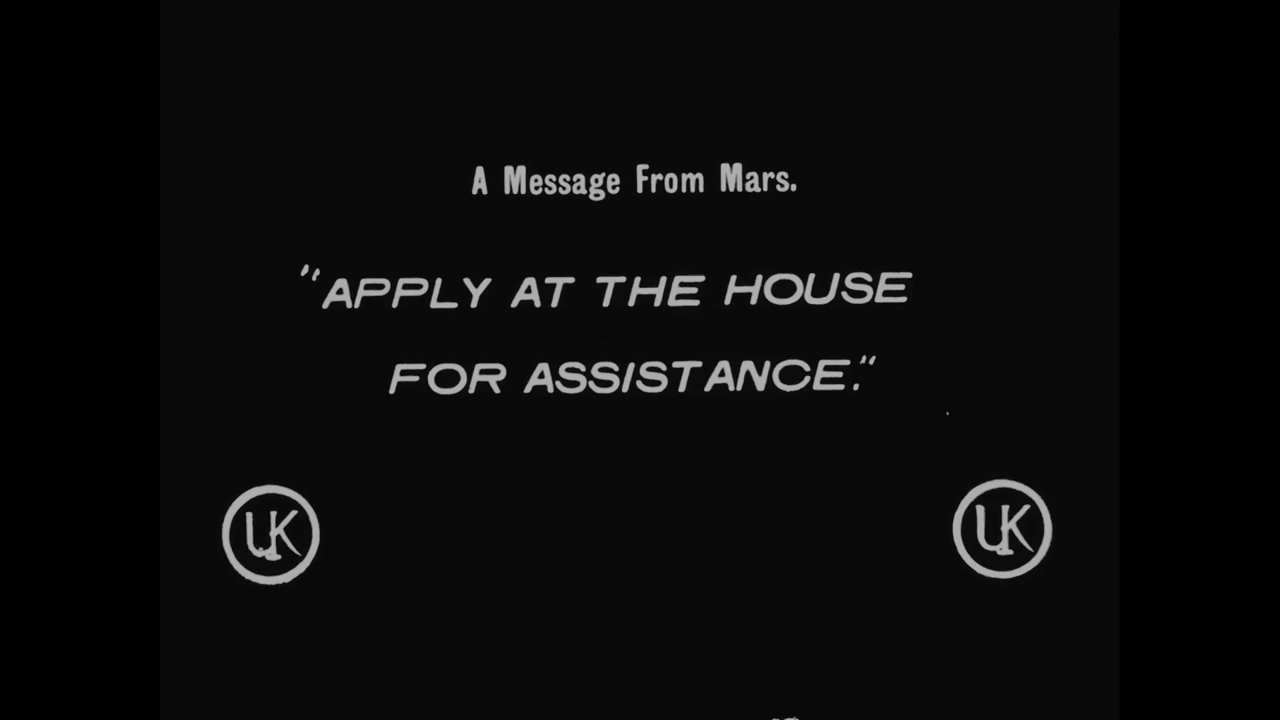 A Message From Mars.
"APPLY AT THE HOUSE
FOR ASSISTANCE."
UK UK